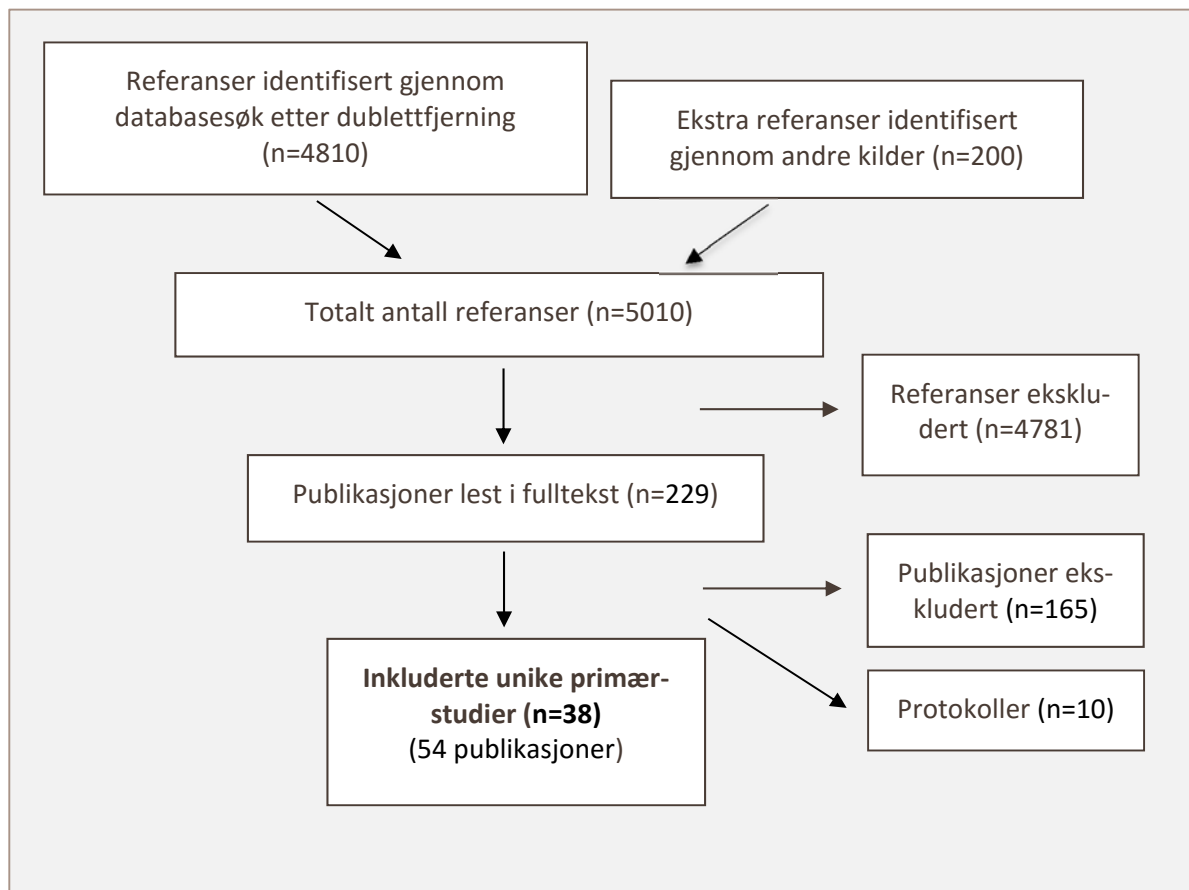 Referanser identifisert gjennom
databasesøk etter dublettfjerning
(n=4810)
Ekstra referanser identifisert
gjennom andre kilder (n=200)
Totalt antall referanser (n=5010)
Referanser eksklu-
dert (n=4781)
Publikasjoner lest i fulltekst (n=229)
Publikasjoner eks-
kludert (n=165)
Inkluderte unike primær-
studier (n=38)
(54 publikasjoner)
Protokoller (n=10)